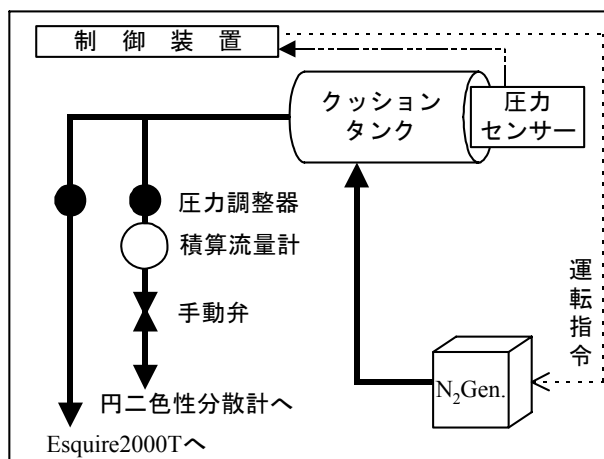 制御装置
クッション
タンク
圧力
センサー
圧力調整器
積算流量計
手動弁
運転指令
N₂Gen.
円二色性分散計へ
Esquire2000Tへ